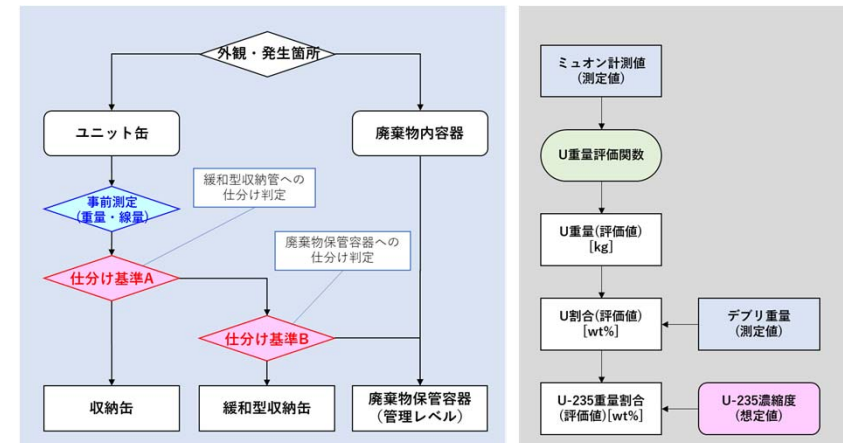 外観・発生箇所
ユニット缶
廃棄物内容器
緩和型収納管への
仕分け判定
事前測定
(重量・線量)
廃棄物保管容器への
仕分け判定
仕分け基準A
仕分け基準B
収納缶
緩和型収納缶
廃棄物保管容器
(管理レベル)
ミュオン計測値
(測定値)
U重量評価関数
U重量(評価値)
[kg]
U割合(評価値)
[wt%]
デブリ重量
(測定値)
U-235重量割合
(評価値)[wt%]
U-235濃縮度
(想定値)